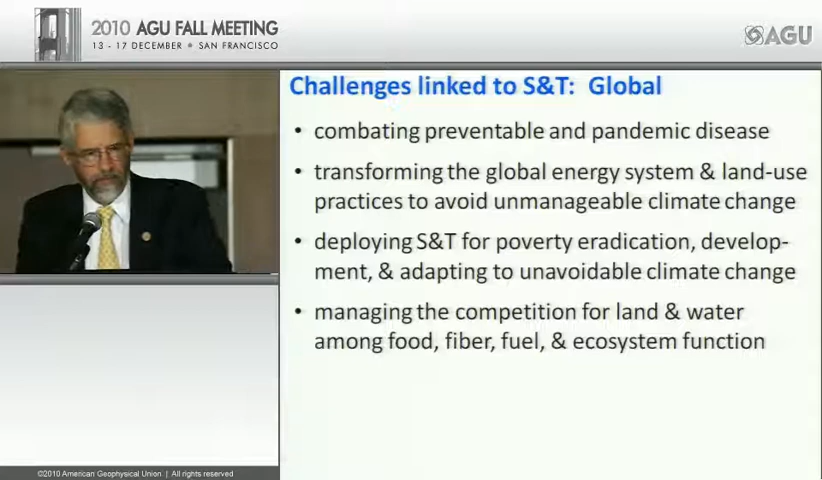 2010 AGU FALL MEETING
13 - 17 DECEMBER • SAN FRANCISCO
AGU
Challenges linked to S&T: Global
• combating preventable and pandemic disease
• transforming the global energy system & land-use
practices to avoid unmanageable climate change
• deploying S&T for poverty eradication, develop-
ment, & adapting to unavoidable climate change
• managing the competition for land & water
among food, fiber, fuel, & ecosystem function
©2010 American Geophysical Union | All rights reserved